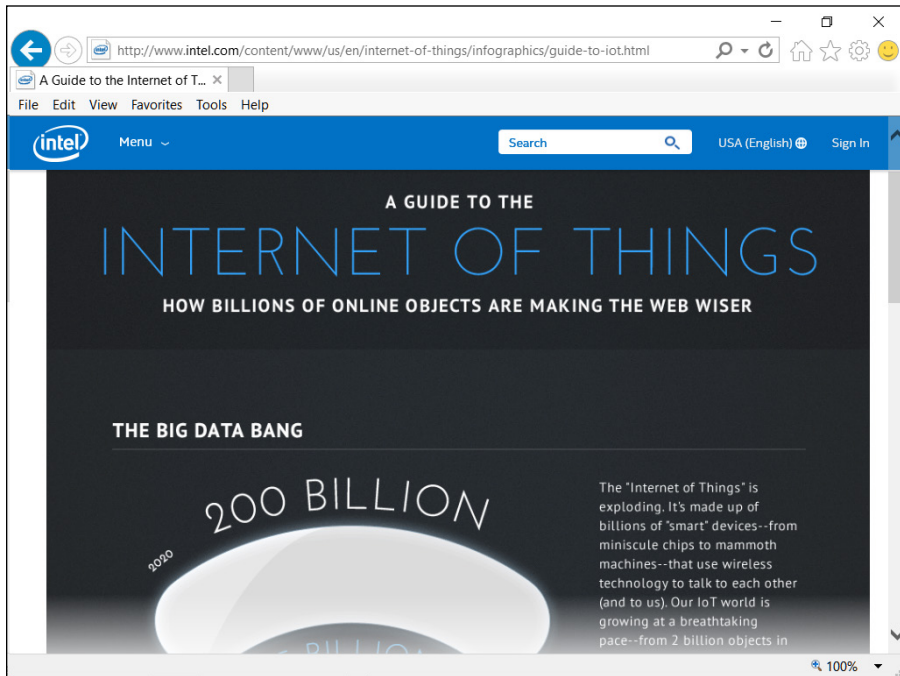 http://www.intel.com/content/www/us/en/internet-of-things/infographics/guide-to-iot.html
A Guide to the Internet of T...
File Edit View Favorites Tools Help
intel Menu Search USA (English) Sign In
A GUIDE TO THE
INTERNET OF THINGS
HOW BILLIONS OF ONLINE OBJECTS ARE MAKING THE WEB WISER
THE BIG DATA BANG
200 BILLION
2020
The "Internet of Things" is
exploding. It's made up of
billions of "smart" devices--from
miniscule chips to mammoth
machines--that use wireless
technology to talk to each other
(and to us). Our IoT world is
growing at a breathtaking
pace--from 2 billion objects in
BILLION
100%